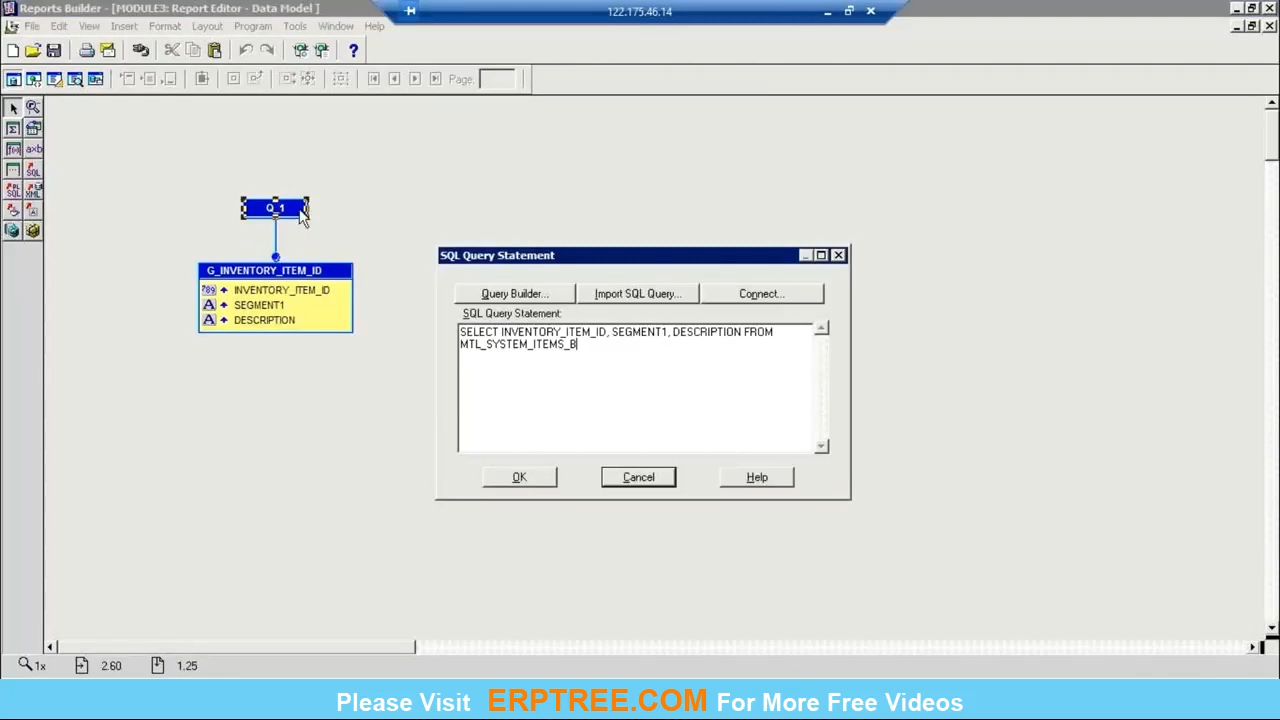 Reports Builder - [MODULE3: Report Editor - Data Model ]
122.175.46.14
File Edit View Insert Format Layout Program Tools Window Help
Page:
Q_1
G_INVENTORY_ITEM_ID
INVENTORY_ITEM_ID
SEGMENT1
DESCRIPTION
SQL Query Statement
Query Builder... Import SQL Query... Connect...
SQL Query Statement:
SELECT INVENTORY_ITEM_ID, SEGMENT1, DESCRIPTION FROM
MTL_SYSTEM_ITEMS_B
OK Cancel Help
1x 2.60 1.25
Please Visit ERPTREE.COM For More Free Videos